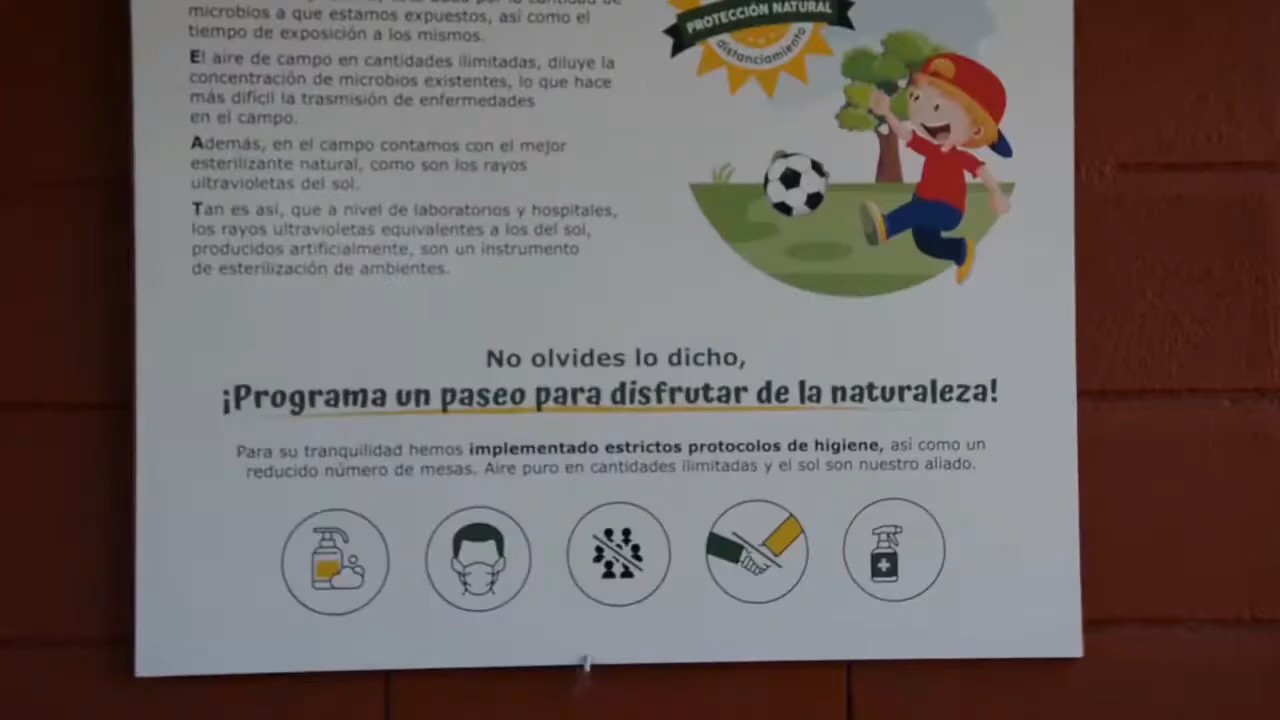 microbios a que estamos expuestos, así como el
tiempo de exposición a los mismos.
El aire de campo en cantidades ilimitadas, diluye la
concentración de microbios existentes, lo que hace
más difícil la trasmisión de enfermedades
en el campo.
Además, en el campo contamos con el mejor
esterilizante natural, como son los rayos
ultravioletas del sol.
Tan es así, que a nivel de laboratorios y hospitales,
los rayos ultravioletas equivalentes a los del sol,
producidos artificialmente, son un instrumento
de esterilización de ambientes.
PROTECCIÓN NATURAL
distanciamiento
No olvides lo dicho,
¡Programa un paseo para disfrutar de la naturaleza!
Para su tranquilidad hemos implementado estrictos protocolos de higiene, así como un
reducido número de mesas. Aire puro en cantidades ilimitadas y el sol son nuestro aliado.